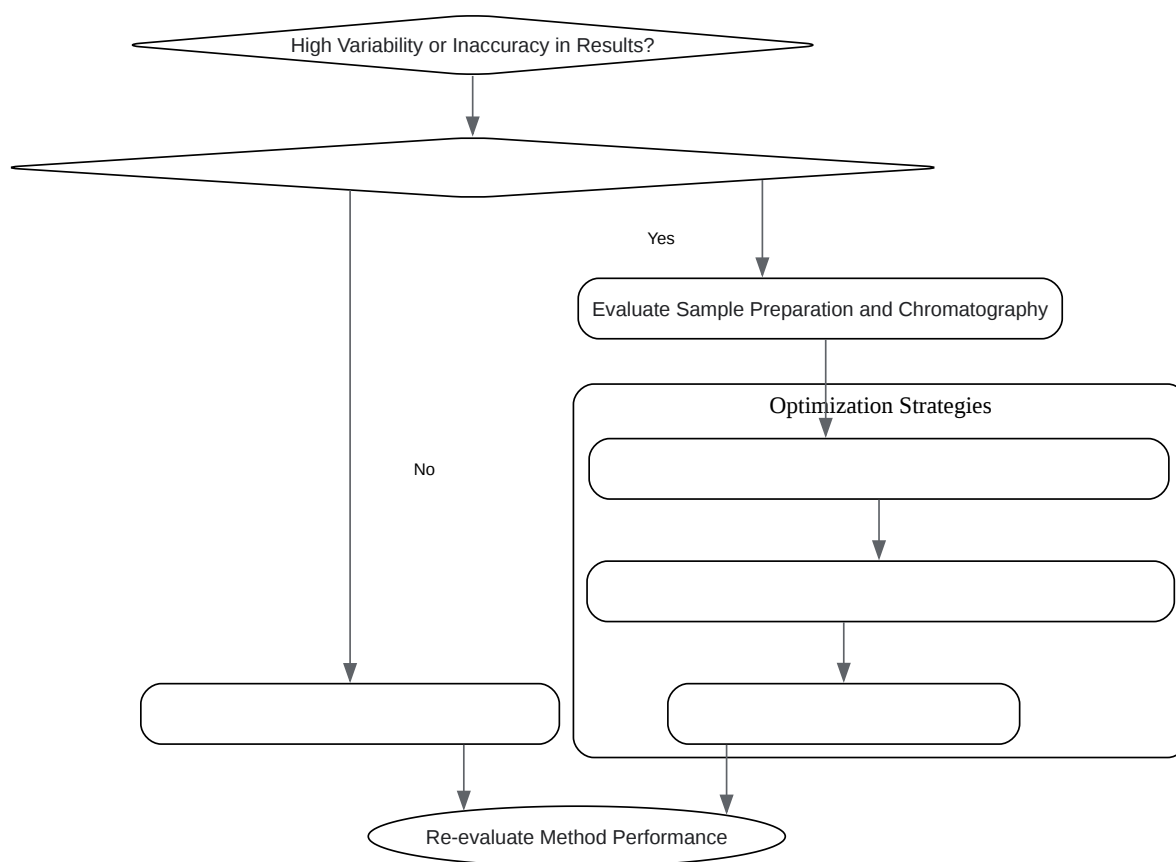 High Variability or Inaccuracy in Results?
Yes
Evaluate Sample Preparation and Chromatography
Optimization Strategies
No
Re-evaluate Method Performance